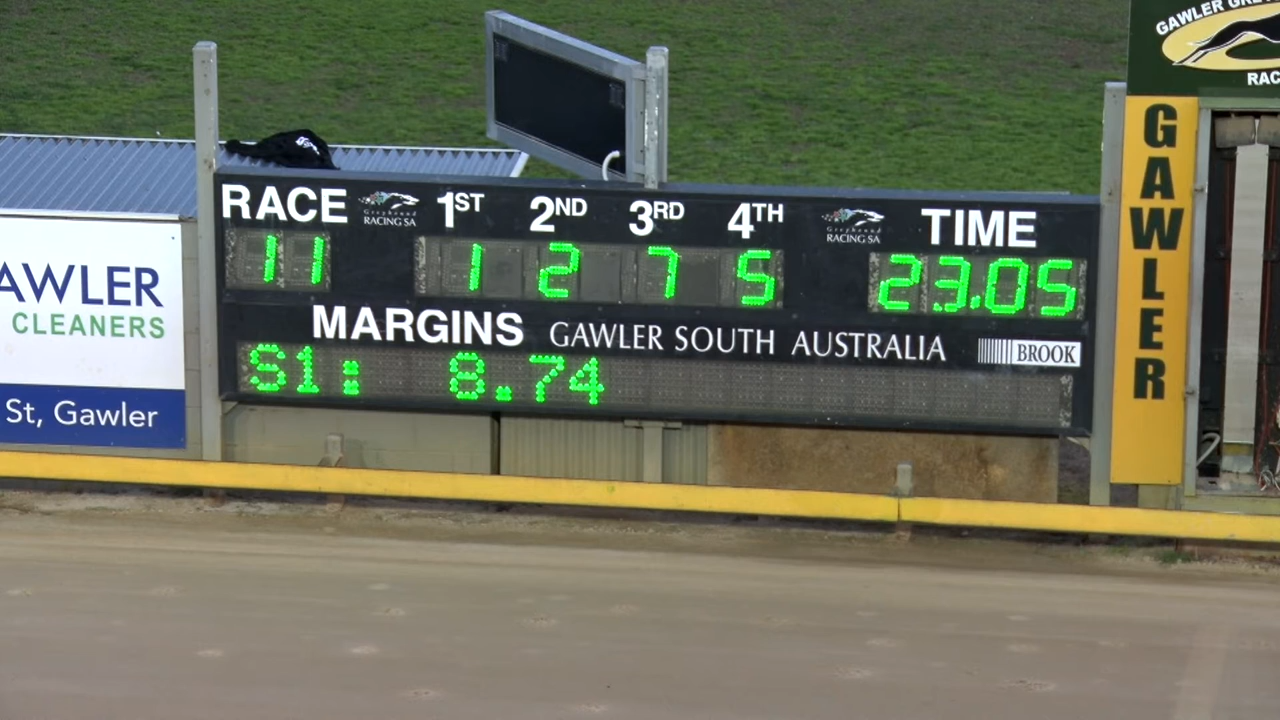 GAWLER GREY
RAC
GAWLER
RACE Greyhound RACING SA 1ST 2ND 3RD 4TH Greyhound RACING SA TIME
11 1 2 7 5 23.05
MARGINS GAWLER SOUTH AUSTRALIA BROOK
S1: 8.74
AWLER
CLEANERS
St, Gawler